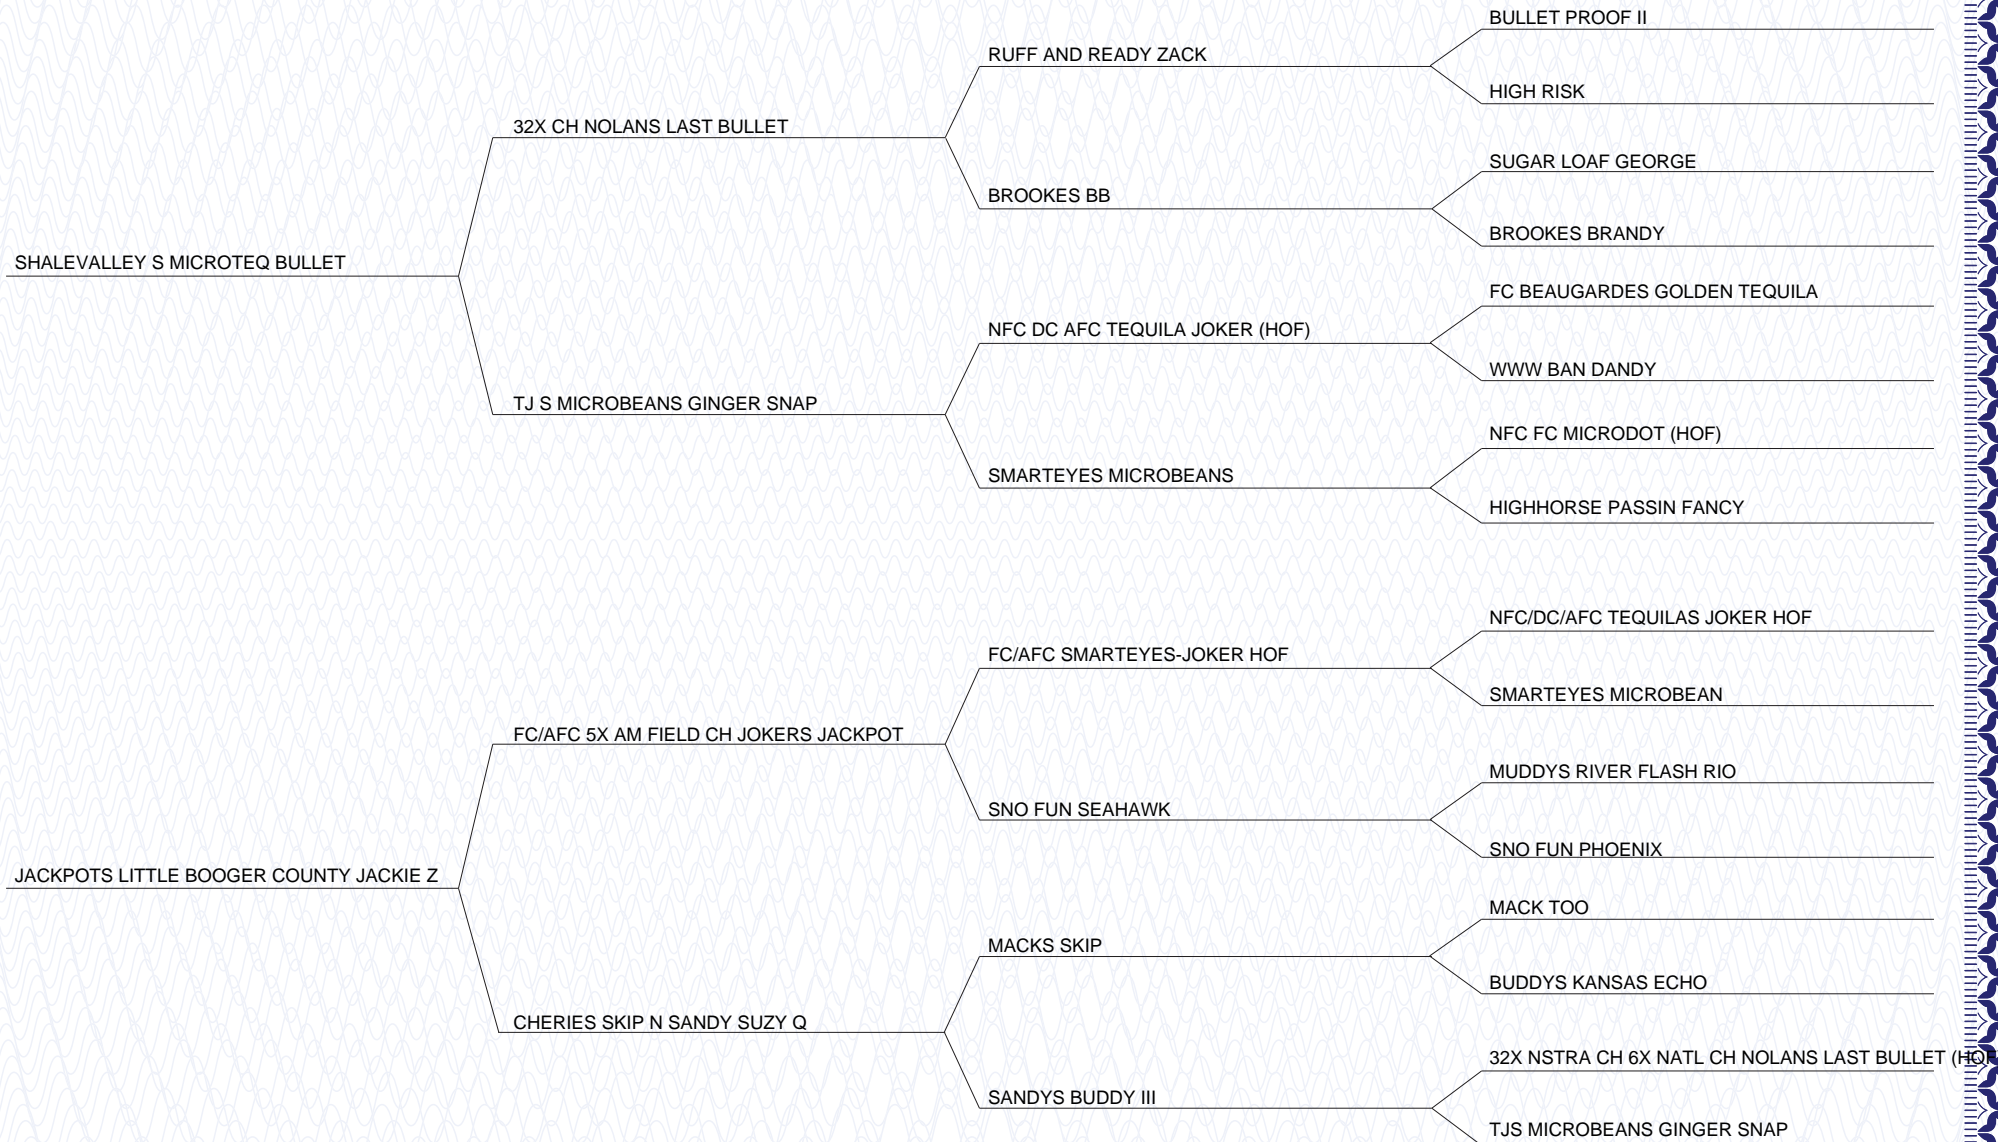 BULLET PROOF II
RUFF AND READY ZACK
HIGH RISK
32X CH NOLANS LAST BULLET
SUGAR LOAF GEORGE
BROOKES BB
BROOKES BRANDY
SHALEVALLEY S MICROTEQ BULLET
FC BEAUGARDES GOLDEN TEQUILA
NFC DC AFC TEQUILA JOKER (HOF)
WWW BAN DANDY
TJ S MICROBEANS GINGER SNAP
NFC FC MICRODOT (HOF)
SMARTEYES MICROBEANS
HIGHHORSE PASSIN FANCY
NFC/DC/AFC TEQUILAS JOKER HOF
FC/AFC SMARTEYES-JOKER HOF
SMARTEYES MICROBEAN
FC/AFC 5X AM FIELD CH JOKERS JACKPOT
MUDDYS RIVER FLASH RIO
SNO FUN SEAHAWK
SNO FUN PHOENIX
JACKPOTS LITTLE BOOGER COUNTY JACKIE Z
MACK TOO
MACKS SKIP
BUDDYS KANSAS ECHO
CHERIES SKIP N SANDY SUZY Q
32X NSTRA CH 6X NATL CH NOLANS LAST BULLET (HOF
SANDYS BUDDY III
TJS MICROBEANS GINGER SNAP